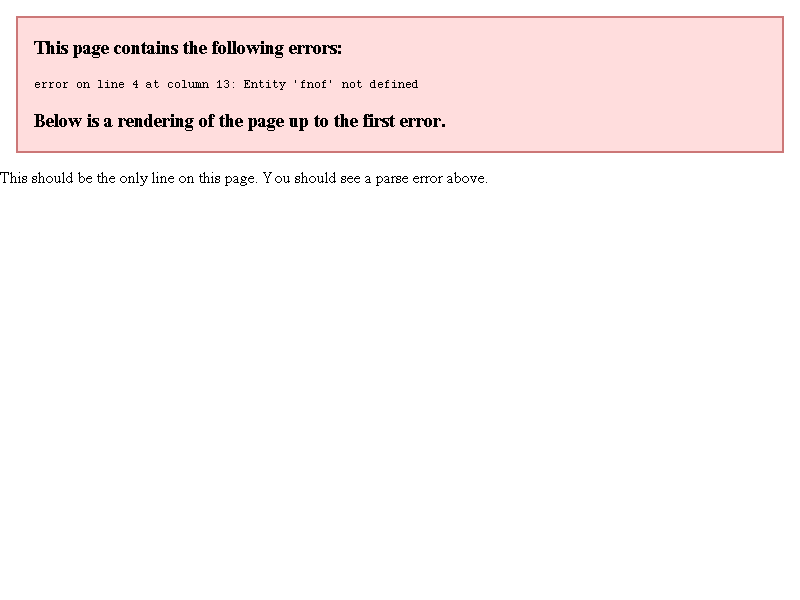 This page contains the following errors:
error on line 4 at column 13: Entity 'fnof' not defined
Below is a rendering of the page up to the first error.
This should be the only line on this page. You should see a parse error above.